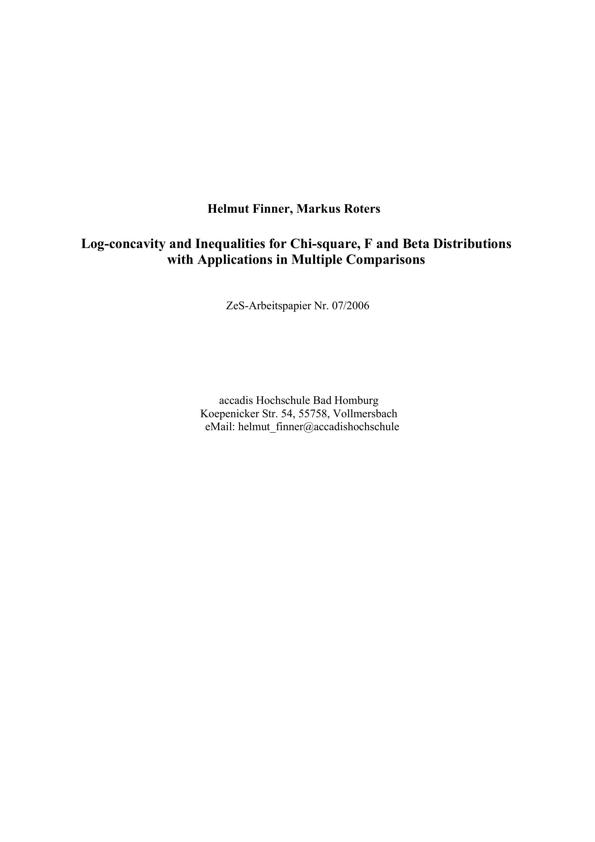 Helmut Finner, Markus Roters
Log-concavity and Inequalities for Chi-square, F and Beta Distributions
with Applications in Multiple Comparisons
ZeS-Arbeitspapier Nr. 07/2006
accadis Hochschule Bad Homburg
Koepenicker Str. 54, 55758, Vollmersbach
eMail: helmut_finner@accadishochschule